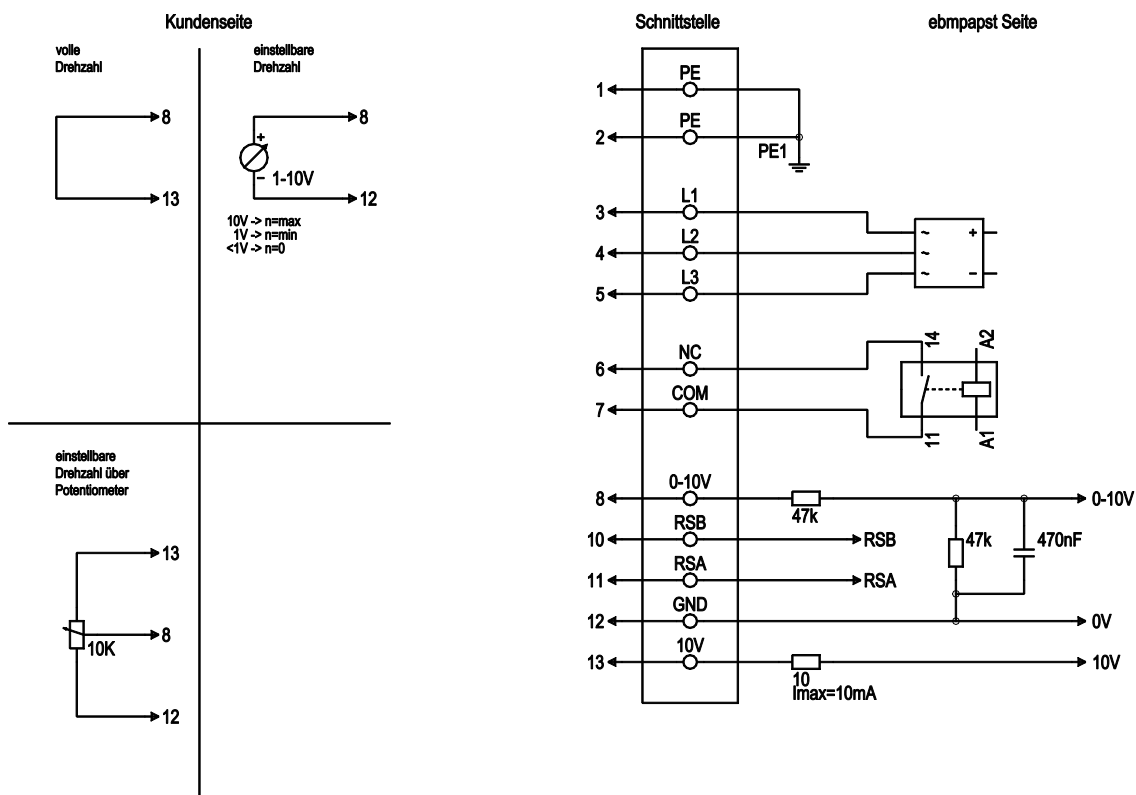 Kundenseite
volle
Drehzahl
8
13
einstellbare
Drehzahl
+
8
1-10V
−
12
10V -> n=max
1V -> n=min
<1V -> n=0
einstellbare
Drehzahl über
Potentiometer
13
8
10K
12
Schnittstelle
ebmpapst Seite
1 PE
2 PE
PE1
3 L1
4 L2
5 L3
~ +
~
~ −
6 NC
7 COM
14
A2
11
A1
8 0-10V
47k
0-10V
10 RSB
RSB
47k
470nF
11 RSA
RSA
12 GND
0V
13 10V
10
Imax=10mA
10V